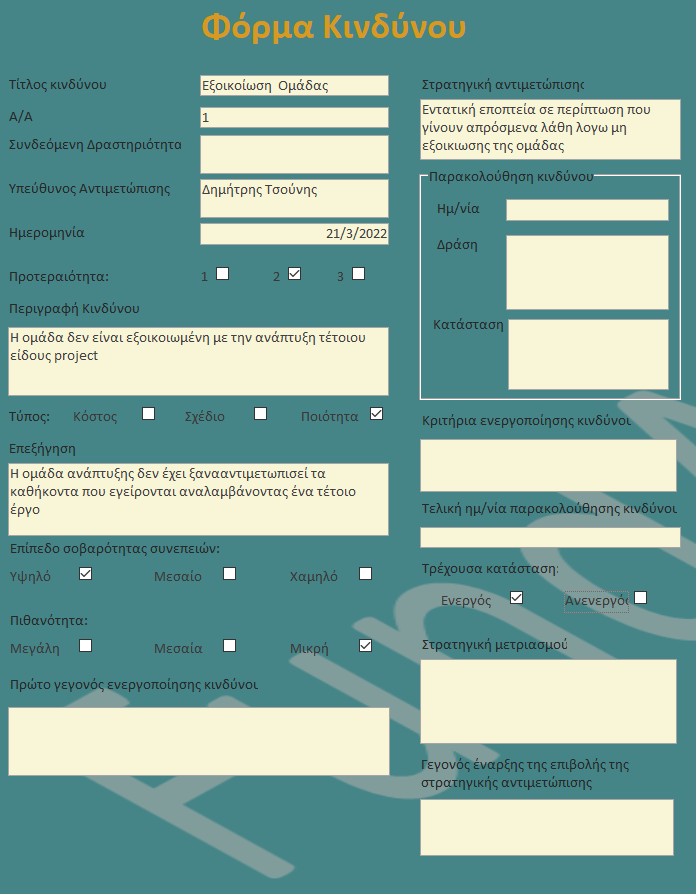 Φόρμα Κινδύνου
Τίτλος κινδύνου
Εξοικοίωση Ομάδας
Α/Α
1
Συνδεόμενη Δραστηριότητα
Υπεύθυνος Αντιμετώπισης
Δημήτρης Τσούνης
Ημερομηνία
21/3/2022
Προτεραιότητα:
1
2
3
Περιγραφή Κινδύνου
Η ομάδα δεν είναι εξοικοιωμένη με την ανάπτυξη τέτοιου
είδους project
Τύπος:
Κόστος
Σχέδιο
Ποιότητα
Επεξήγηση
Η ομάδα ανάπτυξης δεν έχει ξανααντιμετωπισεί τα
καθήκοντα που εγείρονται αναλαμβάνοντας ένα τέτοιο
έργο
Επίπεδο σοβαρότητας συνεπειών:
Υψηλό
Μεσαίο
Χαμηλό
Πιθανότητα:
Μεγάλη
Μεσαία
Μικρή
Πρώτο γεγονός ενεργοποίησης κινδύνοι
Στρατηγική αντιμετώπισης
Εντατική εποπτεία σε περίπτωση που
γίνουν απρόσμενα λάθη λογω μη
εξοικιωσης της ομάδας
Παρακολούθηση κινδύνου
Ημ/νία
Δράση
Κατάσταση
Κριτήρια ενεργοποίησης κινδύνοι
Τελική ημ/νία παρακολούθησης κινδύνοι
Τρέχουσα κατάσταση:
Ενεργός
Ανενεργός
Στρατηγική μετριασμού
Γεγονός έναρξης της επιβολής της
στρατηγικής αντιμετώπισης